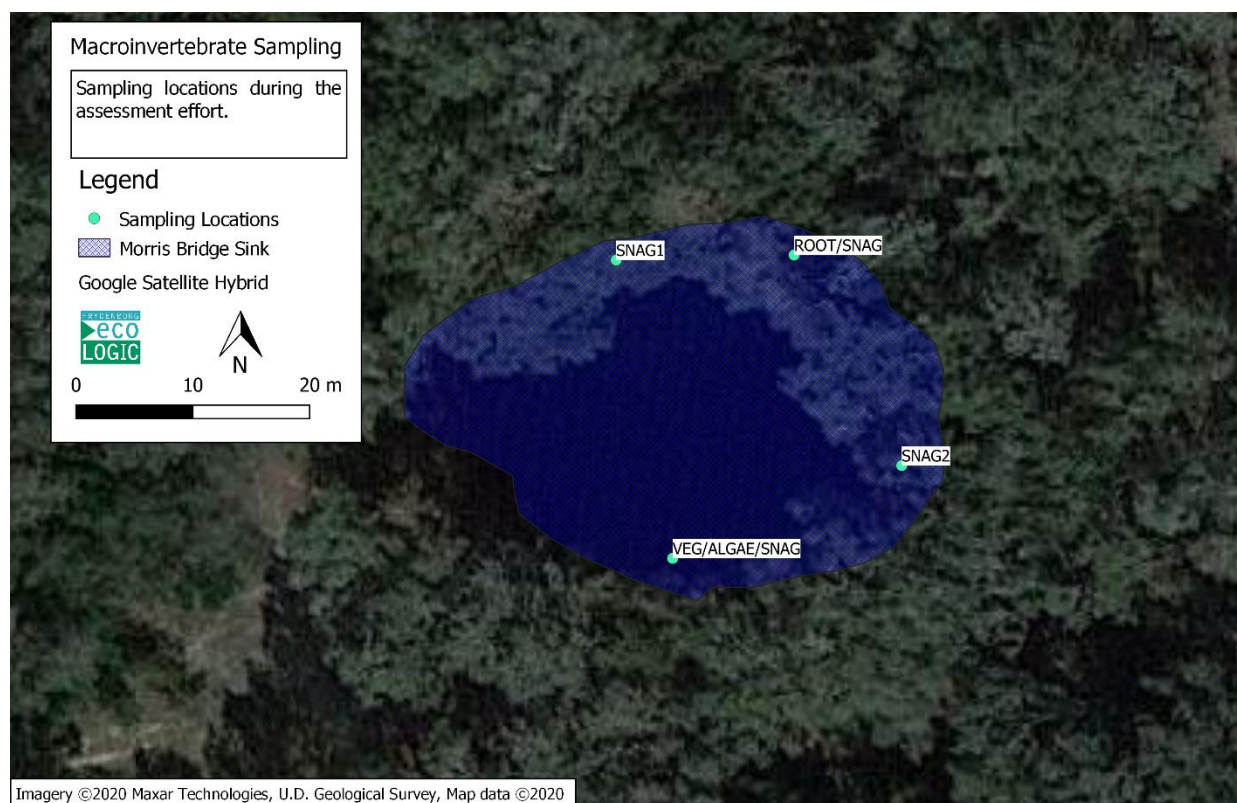 Macroinvertebrate Sampling
Sampling locations during the
assessment effort.
Legend
Sampling Locations
Morris Bridge Sink
Google Satellite Hybrid
FRYDENBORG
eco
LOGIC
N
0 10 20 m
SNAG1
ROOT/SNAG
SNAG2
VEG/ALGAE/SNAG
Imagery ©2020 Maxar Technologies, U.D. Geological Survey, Map data ©2020